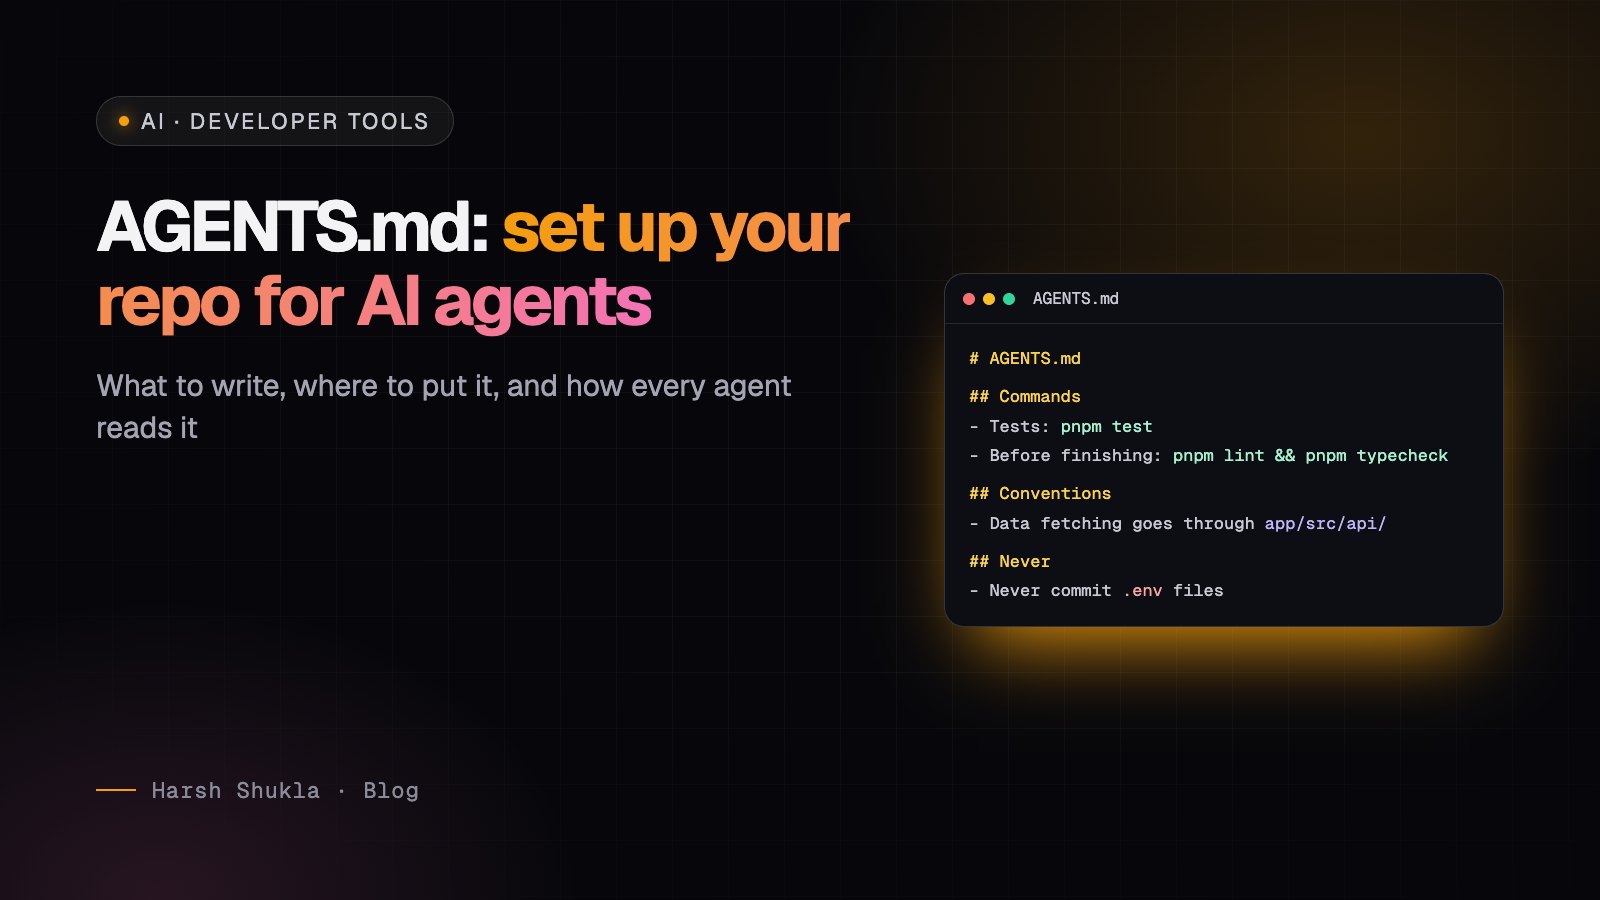 AI · DEVELOPER TOOLS
AGENTS.md: set up your
repo for AI agents
What to write, where to put it, and how every agent
reads it
AGENTS.md
# AGENTS.md
## Commands
- Tests: pnpm test
- Before finishing: pnpm lint && pnpm typecheck
## Conventions
- Data fetching goes through app/src/api/
## Never
- Never commit .env files
Harsh Shukla · Blog